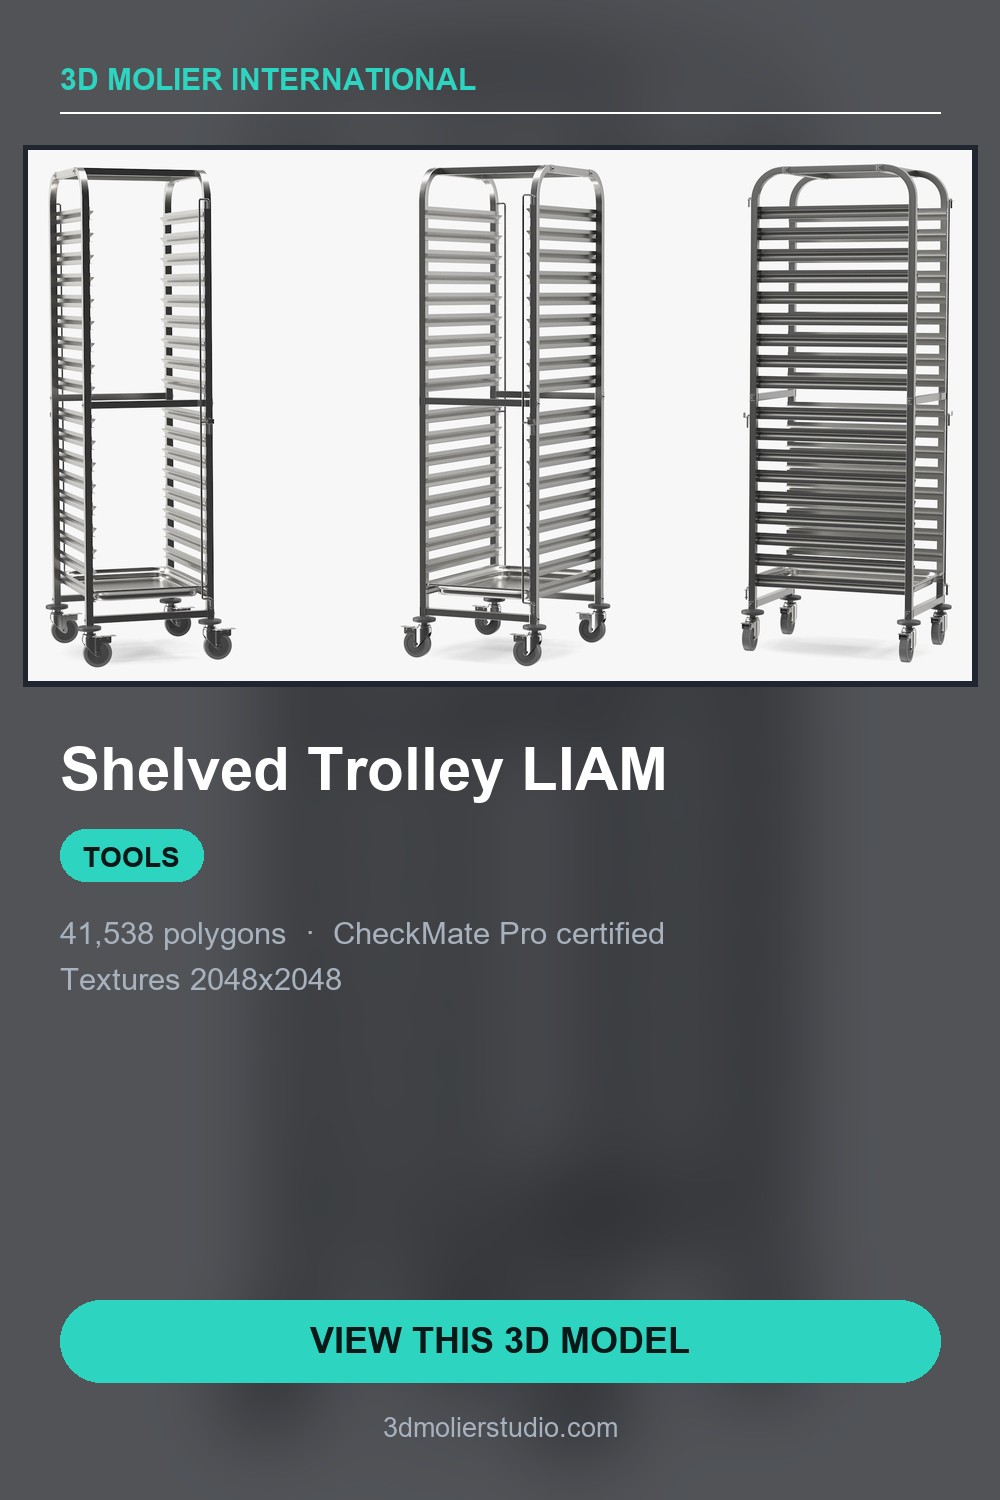 3D MOLIER INTERNATIONAL
Shelved Trolley LIAM
TOOLS
41,538 polygons · CheckMate Pro certified
Textures 2048x2048
VIEW THIS 3D MODEL
3dmolierstudio.com